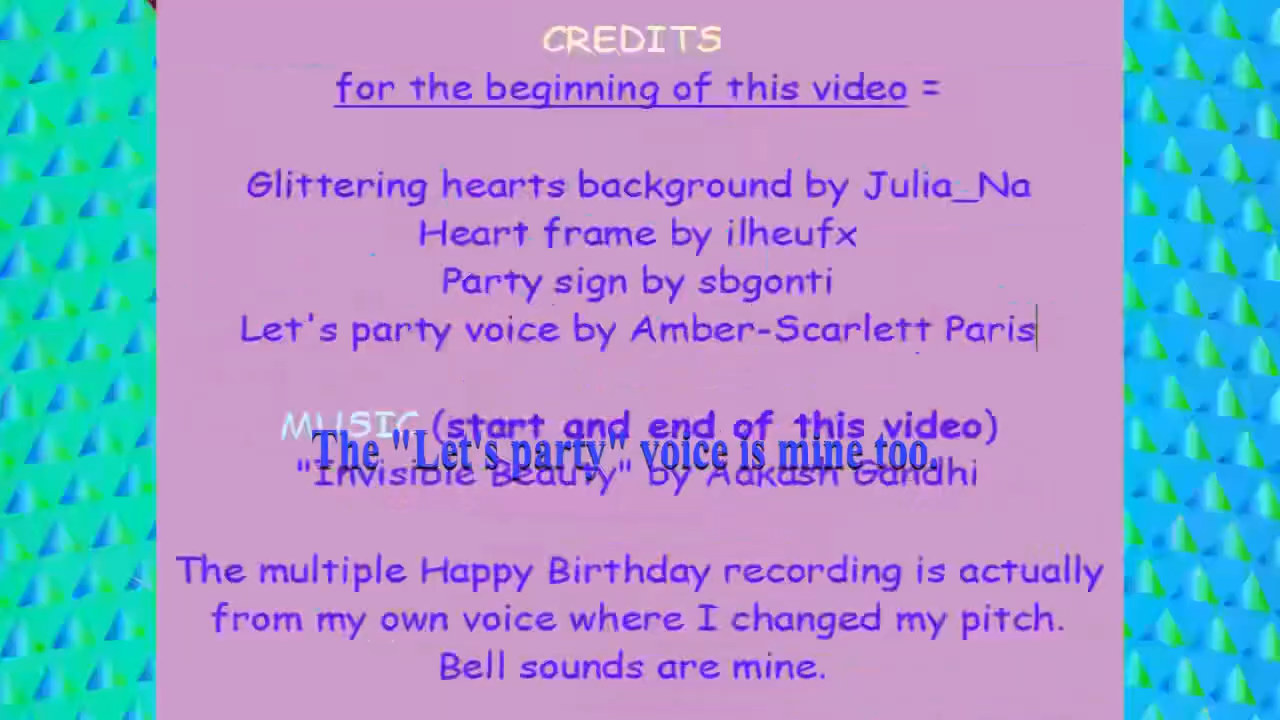 CREDITS
for the beginning of this video =
Glittering hearts background by Julia_Na
Heart frame by ilheufx
Party sign by sbgonti
Let's party voice by Amber-Scarlett Paris
MUSIC (start and end of this video)
The "Let's party" voice is mine too.
"Invisible Beauty" by Aakash Gandhi
The multiple Happy Birthday recording is actually
from my own voice where I changed my pitch.
Bell sounds are mine.